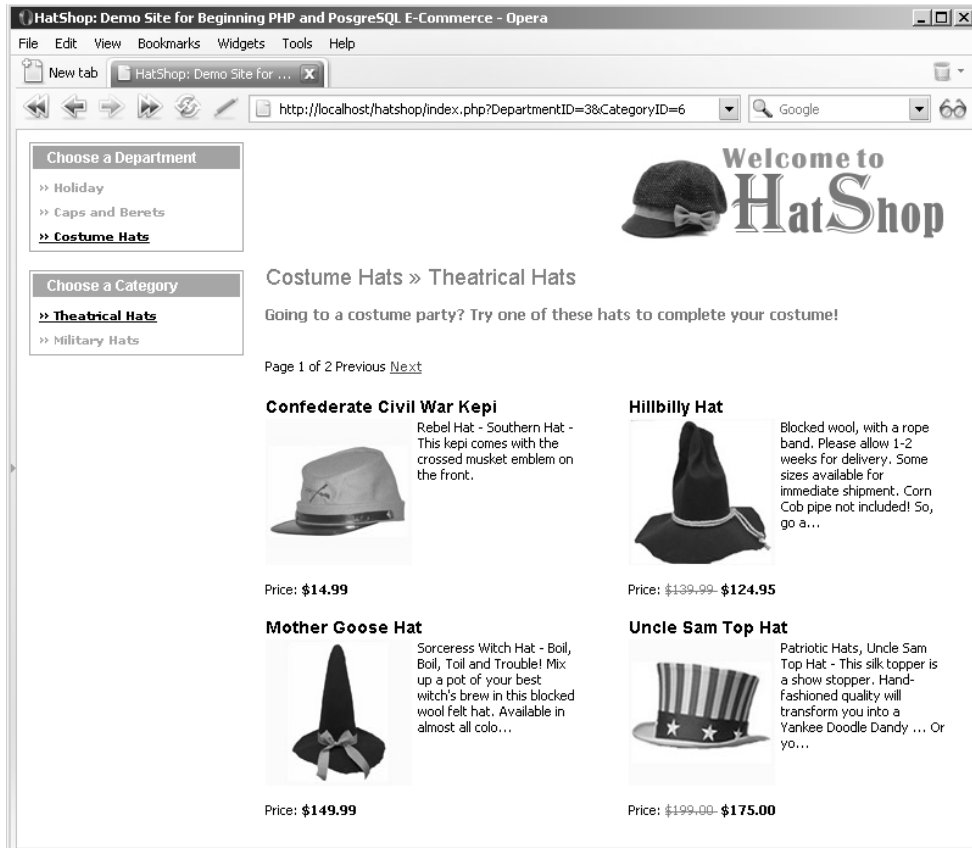 HatShop: Demo Site for Beginning PHP and PosgreSQL E-Commerce - Opera
File Edit View Bookmarks Widgets Tools Help
New tab HatShop: Demo Site for ... X
http://localhost/hatshop/index.php?DepartmentID=3&CategoryID=6 Google
Choose a Department
» Holiday
» Caps and Berets
» Costume Hats
Choose a Category
» Theatrical Hats
» Military Hats
Welcome to
HatShop
Costume Hats » Theatrical Hats
Going to a costume party? Try one of these hats to complete your costume!
Page 1 of 2 Previous Next
Confederate Civil War Kepi
Rebel Hat - Southern Hat -
This kepi comes with the
crossed musket emblem on
the front.
Price: $14.99
Hillbilly Hat
Blocked wool, with a rope
band. Please allow 1-2
weeks for delivery. Some
sizes available for
immediate shipment. Corn
Cob pipe not included! So,
go a...
Price: $139.99 $124.95
Mother Goose Hat
Sorceress Witch Hat - Boil,
Boil, Toil and Trouble! Mix
up a pot of your best
witch's brew in this blocked
wool felt hat. Available in
almost all colo...
Price: $149.99
Uncle Sam Top Hat
Patriotic Hats, Uncle Sam
Top Hat - This silk topper is
a show stopper. Hand-
fashioned quality will
transform you into a
Yankee Doodle Dandy ... Or
yo...
Price: $199.00 $175.00